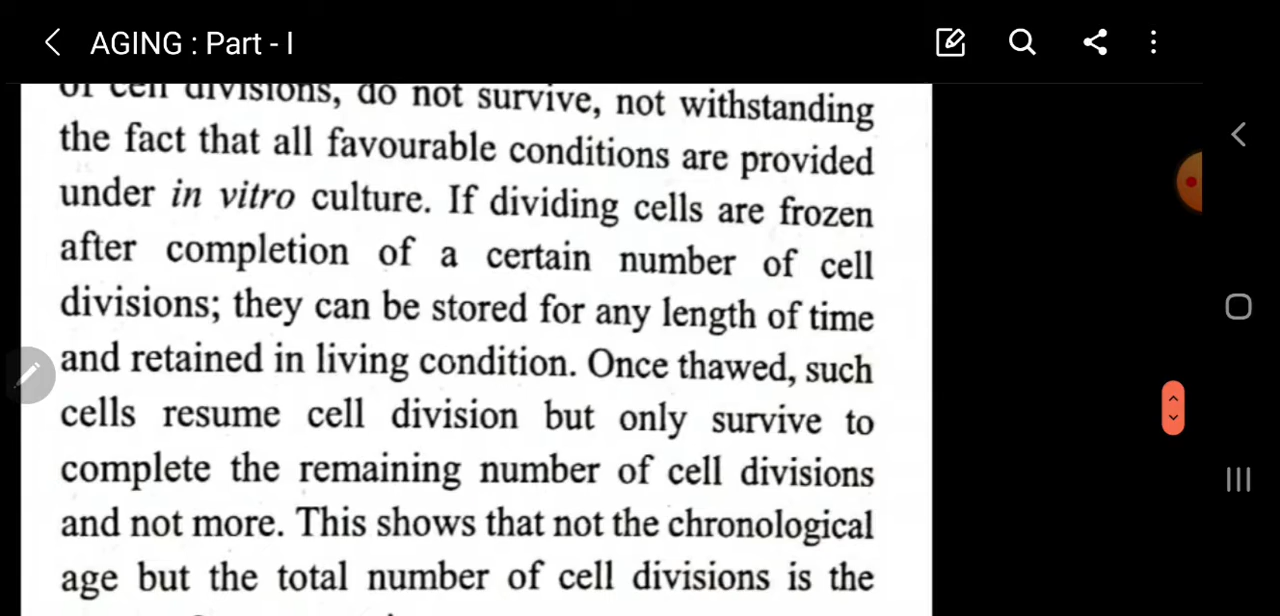 AGING : Part - I
of cell divisions, do not survive, not withstanding
the fact that all favourable conditions are provided
under in vitro culture. If dividing cells are frozen
after completion of a certain number of cell
divisions; they can be stored for any length of time
and retained in living condition. Once thawed, such
cells resume cell division but only survive to
complete the remaining number of cell divisions
and not more. This shows that not the chronological
age but the total number of cell divisions is the